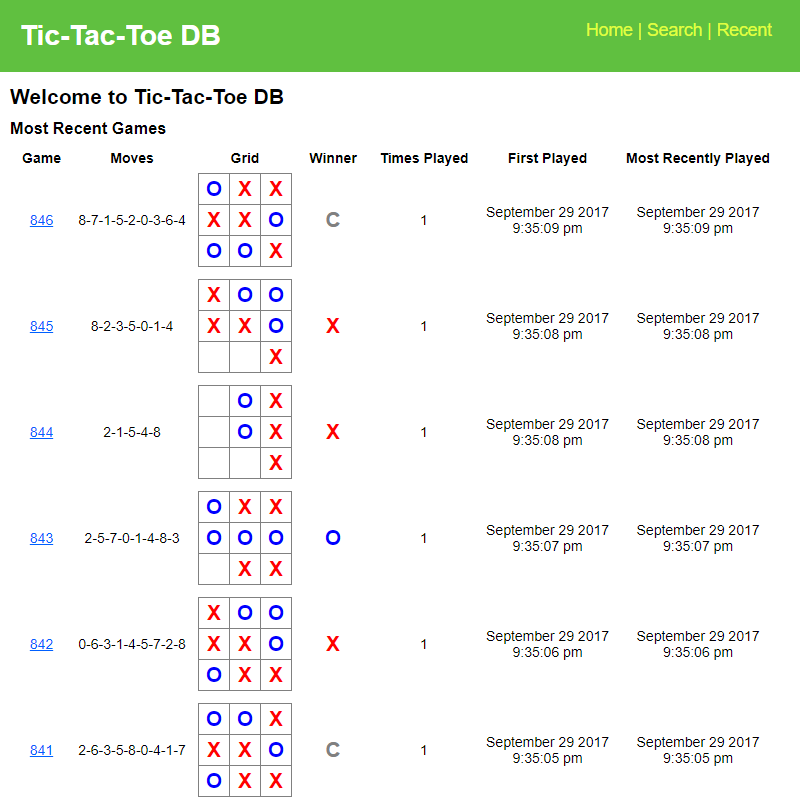 Tic-Tac-Toe DB
Home | Search | Recent
Welcome to Tic-Tac-Toe DB
Most Recent Games
Game Moves Grid Winner Times Played First Played Most Recently Played
O X X
846 8-7-1-5-2-0-3-6-4 X X O C 1 September 29 2017 9:35:09 pm September 29 2017 9:35:09 pm
O O X
X O O
845 8-2-3-5-0-1-4 X X O X 1 September 29 2017 9:35:08 pm September 29 2017 9:35:08 pm
X
O X
844 2-1-5-4-8 O X X 1 September 29 2017 9:35:08 pm September 29 2017 9:35:08 pm
X
O X X
843 2-5-7-0-1-4-8-3 O O O O 1 September 29 2017 9:35:07 pm September 29 2017 9:35:07 pm
X X
X O O
842 0-6-3-1-4-5-7-2-8 X X O X 1 September 29 2017 9:35:06 pm September 29 2017 9:35:06 pm
O X X
O O X
841 2-6-3-5-8-0-4-1-7 X X O C 1 September 29 2017 9:35:05 pm September 29 2017 9:35:05 pm
O X X